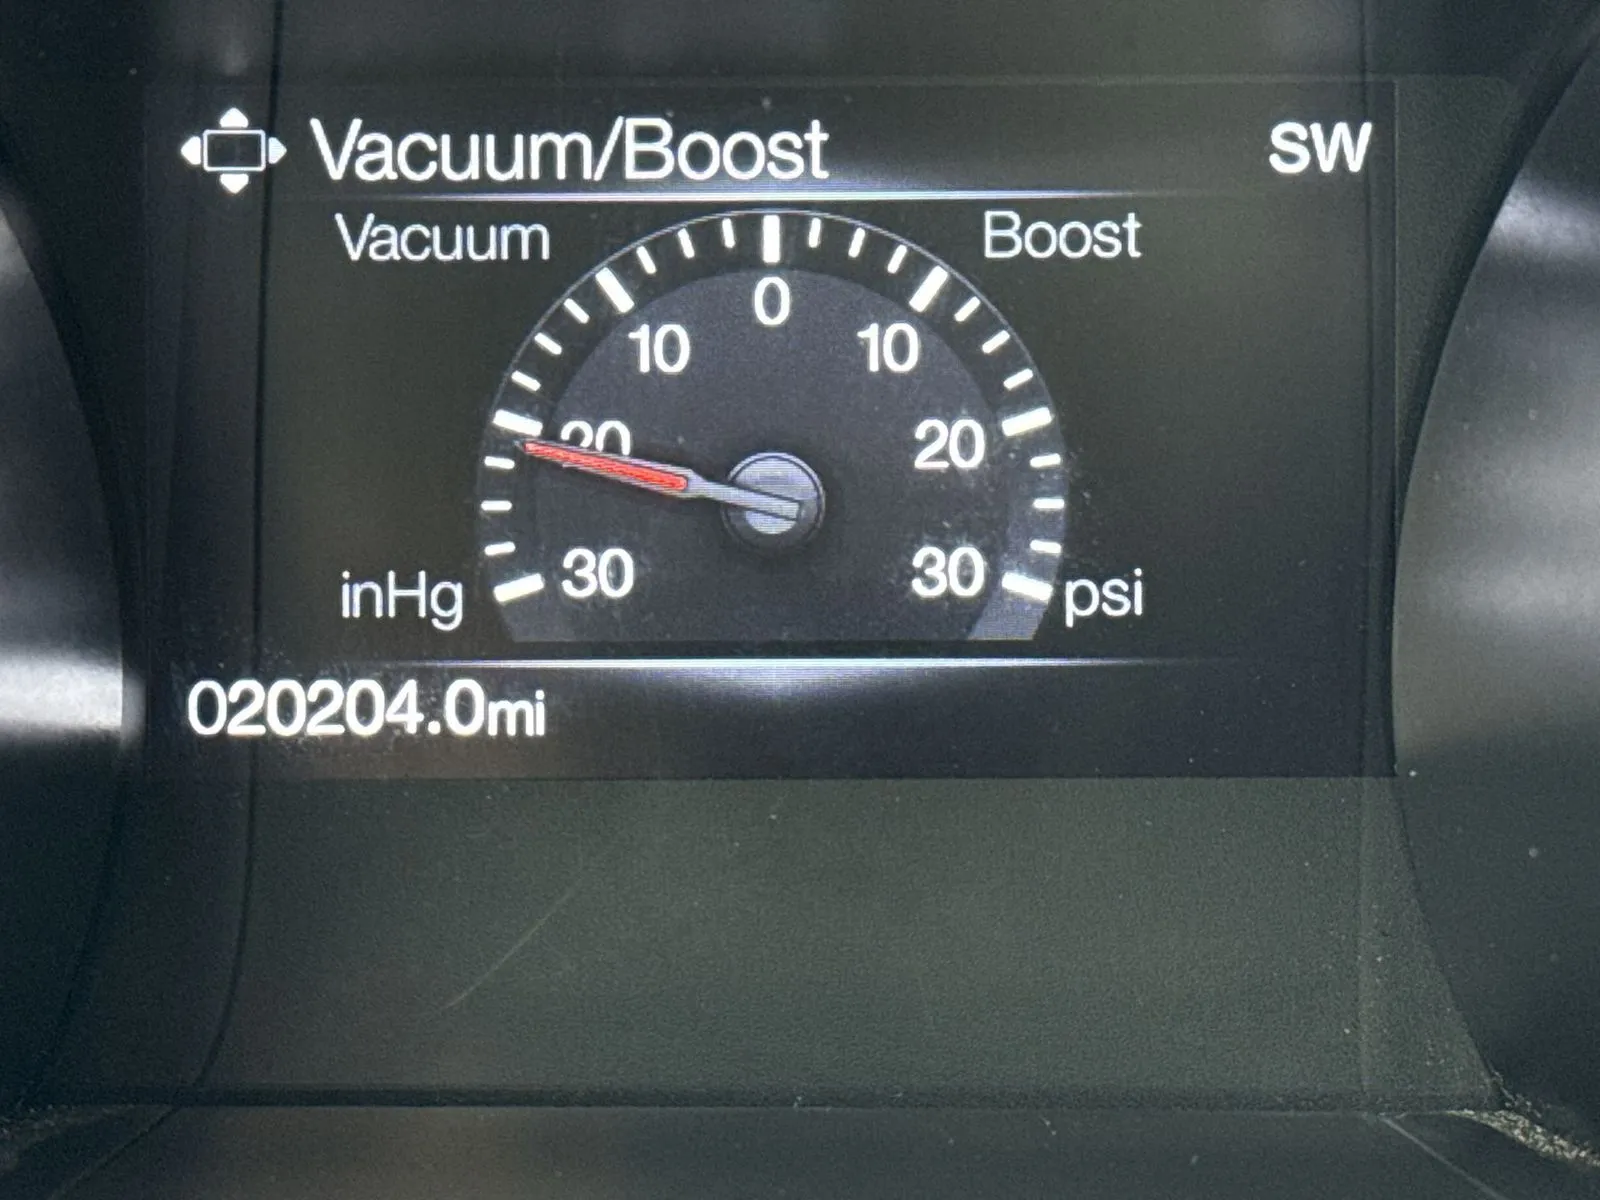 Vacuum/Boost SW
Vacuum Boost
0
10 10
20 20
30 30
inHg psi
020204.0mi